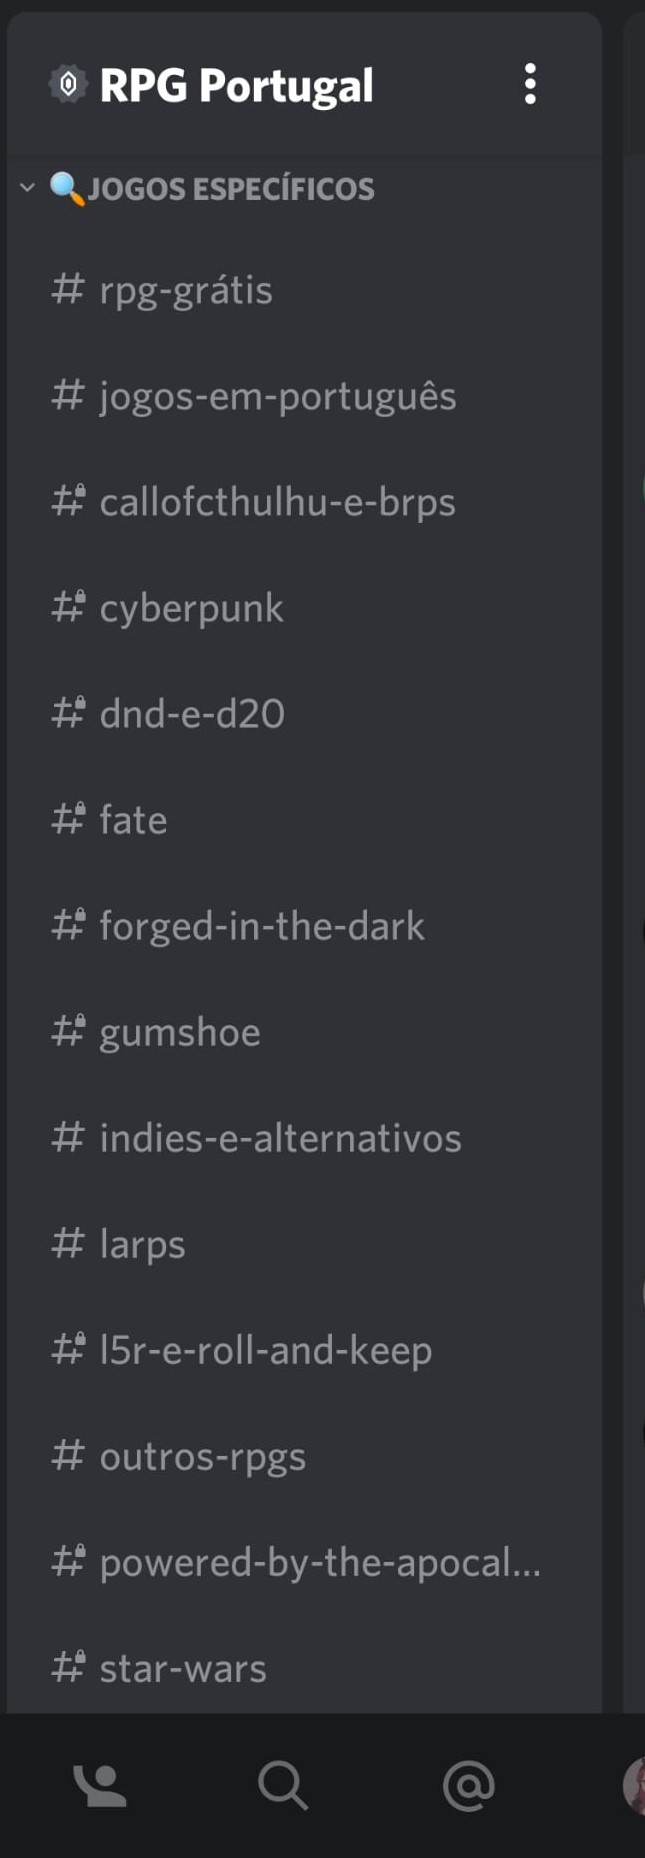 RPG Portugal
JOGOS ESPECÍFICOS
# rpg-grátis
# jogos-em-português
# callofcthulhu-e-brps
# cyberpunk
# dnd-e-d20
# fate
# forged-in-the-dark
# gumshoe
# indies-e-alternativos
# larps
# l5r-e-roll-and-keep
# outros-rpgs
# powered-by-the-apocal...
# star-wars